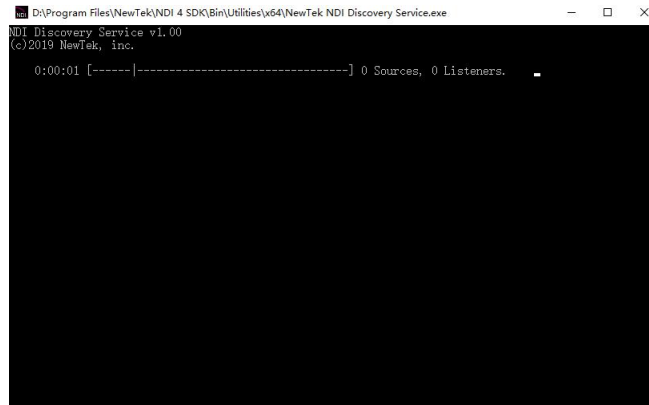 NDI D:\Program Files\NewTek\NDI 4 SDK\Bin\Utilities\x64\NewTek NDI Discovery Service.exe
NDI Discovery Service v1.00
(c)2019 NewTek, inc.
0:00:01 [------|--------------------------------] 0 Sources, 0 Listeners.